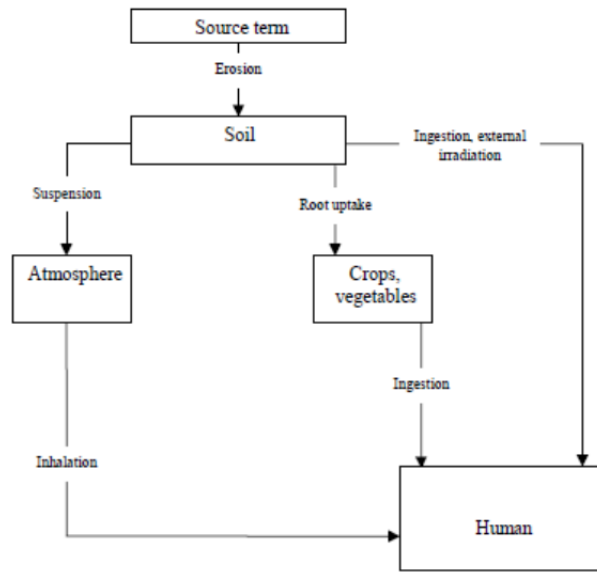 Source term
Erosion
Soil
Ingestion, external
irradiation
Suspension
Root uptake
Atmosphere
Crops,
vegetables
Ingestion
Inhalation
Human